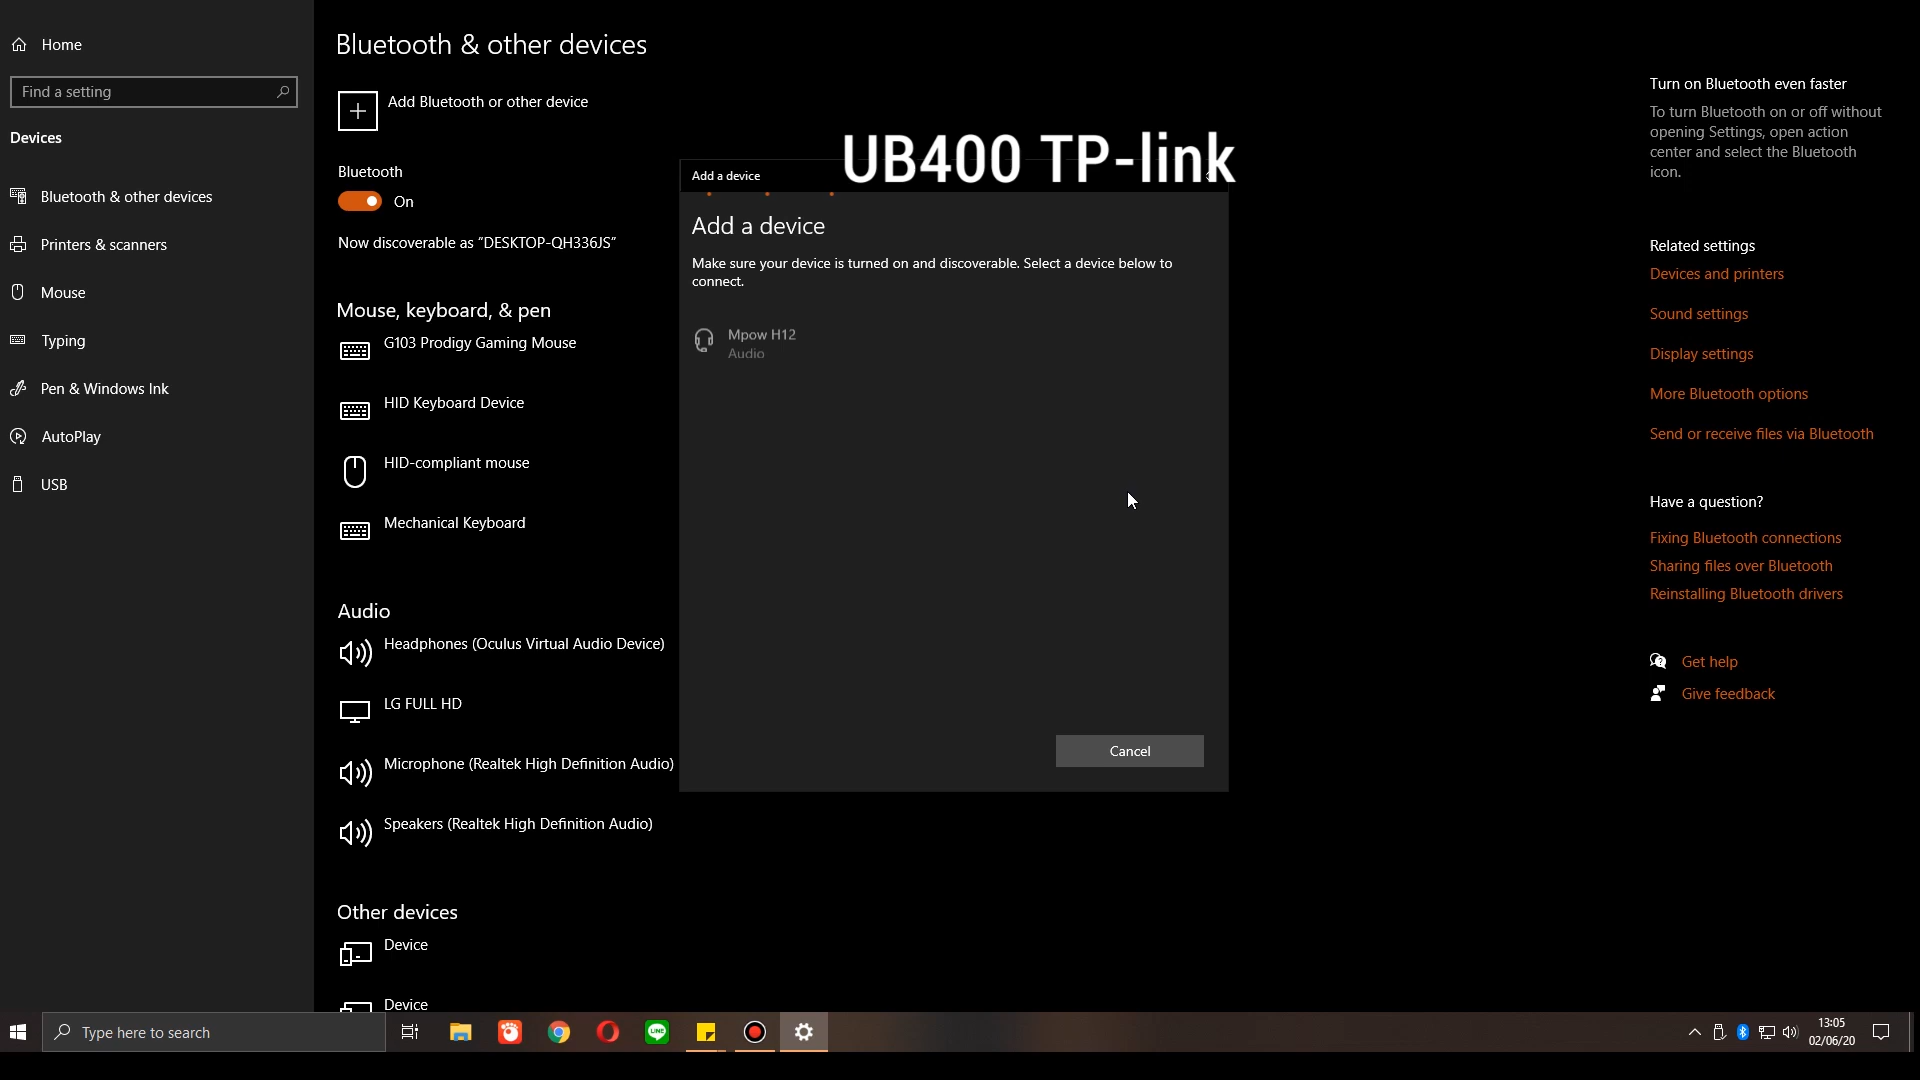 Home
Find a setting
Devices
Bluetooth & other devices
Printers & scanners
Mouse
Typing
Pen & Windows Ink
AutoPlay
USB
Bluetooth & other devices
Add Bluetooth or other device
Bluetooth
On
Now discoverable as "DESKTOP-QH336JS"
Mouse, keyboard, & pen
G103 Prodigy Gaming Mouse
HID Keyboard Device
HID-compliant mouse
Mechanical Keyboard
Audio
Headphones (Oculus Virtual Audio Device)
LG FULL HD
Microphone (Realtek High Definition Audio)
Speakers (Realtek High Definition Audio)
Other devices
Device
Device
UB400 TP-link
Add a device
Add a device
Make sure your device is turned on and discoverable. Select a device below to
connect.
Mpow H12
Audio
Cancel
Turn on Bluetooth even faster
To turn Bluetooth on or off without
opening Settings, open action
center and select the Bluetooth
icon.
Related settings
Devices and printers
Sound settings
Display settings
More Bluetooth options
Send or receive files via Bluetooth
Have a question?
Fixing Bluetooth connections
Sharing files over Bluetooth
Reinstalling Bluetooth drivers
Get help
Give feedback
Type here to search
LINE
13:05
02/06/20